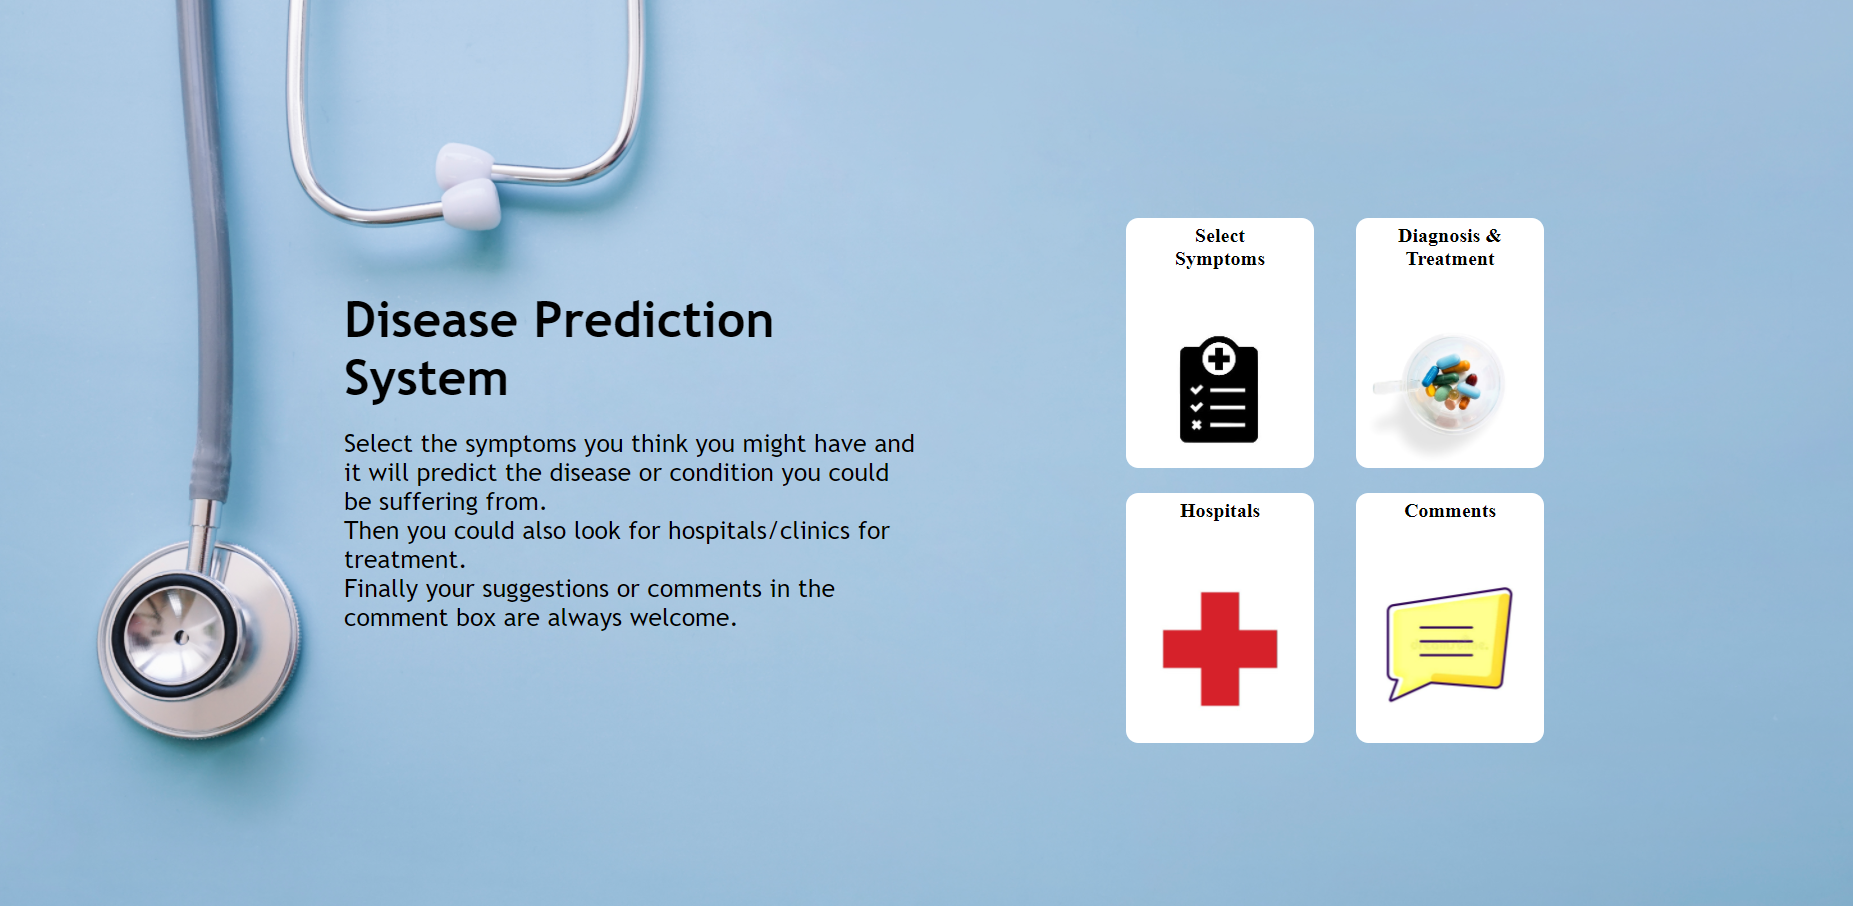 Disease Prediction
System
Select the symptoms you think you might have and
it will predict the disease or condition you could
be suffering from.
Then you could also look for hospitals/clinics for
treatment.
Finally your suggestions or comments in the
comment box are always welcome.
Select
Symptoms
Diagnosis &
Treatment
Hospitals
Comments